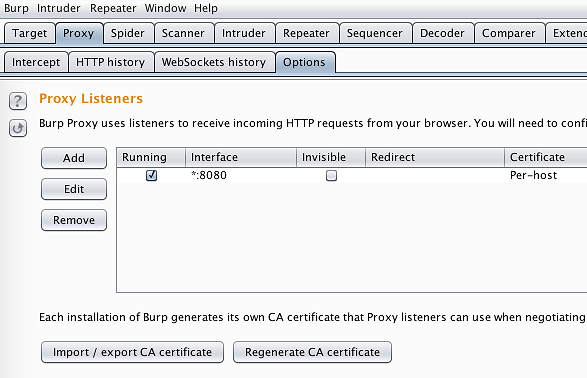 Burp Intruder Repeater Window Help
Target Proxy Spider Scanner Intruder Repeater Sequencer Decoder Comparer Exten
Intercept HTTP history WebSockets history Options
? Proxy Listeners
Burp Proxy uses listeners to receive incoming HTTP requests from your browser. You will need to confi
Add Running Interface Invisible Redirect Certificate
*:8080 Per-host
Edit
Remove
Each installation of Burp generates its own CA certificate that Proxy listeners can use when negotiating
Import / export CA certificate Regenerate CA certificate